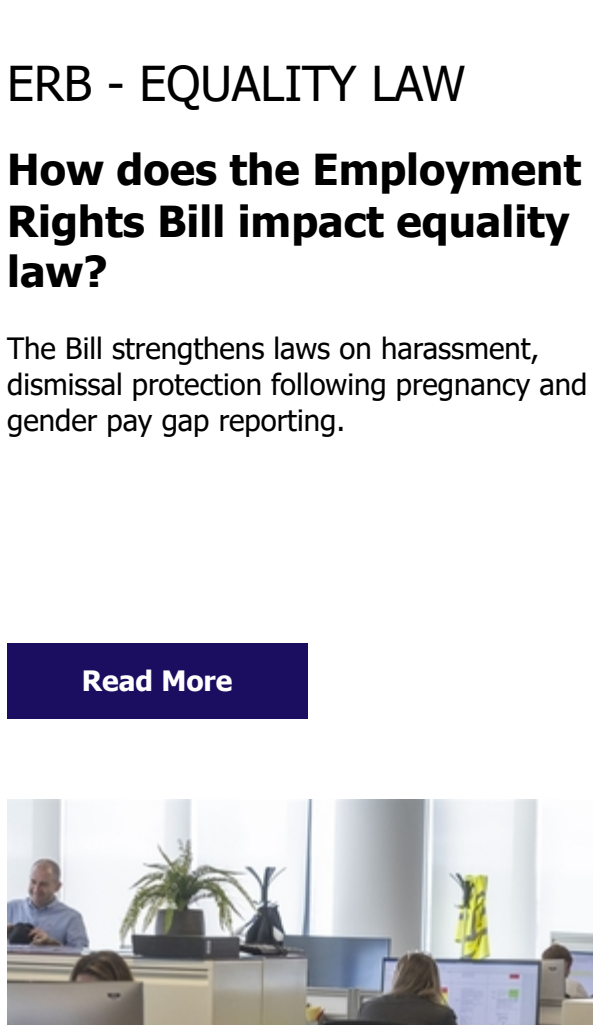 ERB - EQUALITY LAW
How does the Employment
Rights Bill impact equality
law?
The Bill strengthens laws on harassment,
dismissal protection following pregnancy and
gender pay gap reporting.
Read More